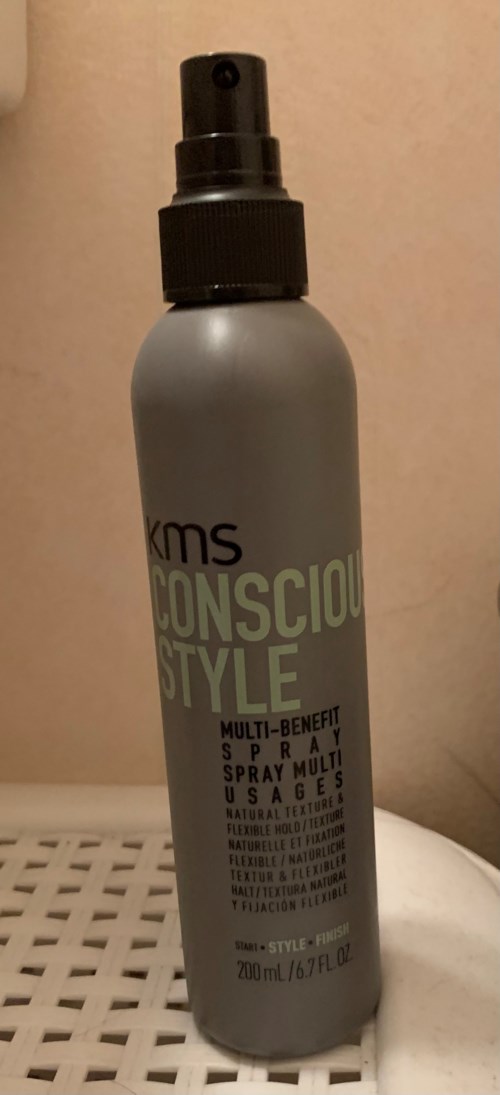 kms
CONSCIOUS
STYLE
MULTI-BENEFIT
SPRAY
SPRAY MULTI
USAGES
NATURAL TEXTURE &
FLEXIBLE HOLD / TEXTURE
NATURELLE ET FIXATION
FLEXIBLE / NATÜRLICHE
TEXTUR & FLEXIBLER
HALT / TEXTURA NATURAL
Y FIJACIÓN FLEXIBLE
START • STYLE • FINISH
200 mL / 6.7 FL.OZ.